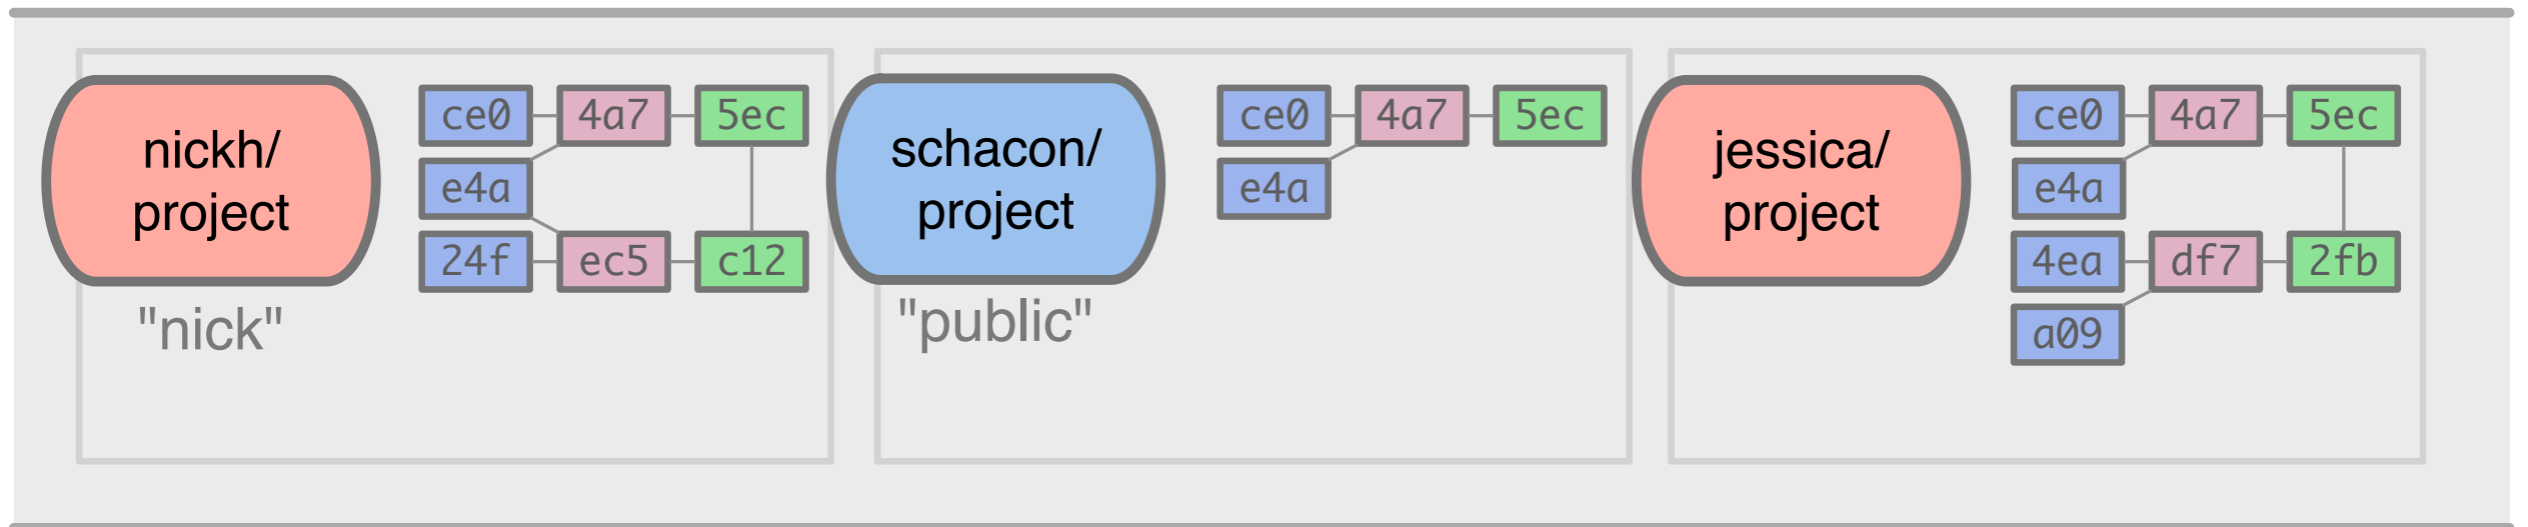 nickh/
project
"nick"
ce0 4a7 5ec
e4a
24f ec5 c12
schacon/
project
"public"
ce0 4a7 5ec
e4a
jessica/
project
ce0 4a7 5ec
e4a
4ea df7 2fb
a09